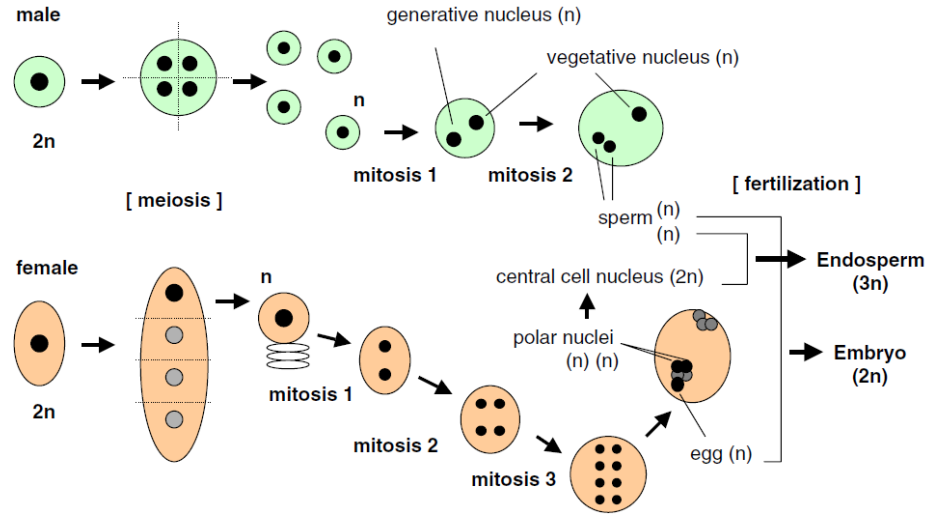 male
generative nucleus (n)
vegetative nucleus (n)
n
2n
mitosis 1
mitosis 2
[ meiosis ]
[ fertilization ]
sperm (n)
(n)
female
n
central cell nucleus (2n)
Endosperm
(3n)
polar nuclei
(n) (n)
Embryo
(2n)
mitosis 1
2n
mitosis 2
egg (n)
mitosis 3